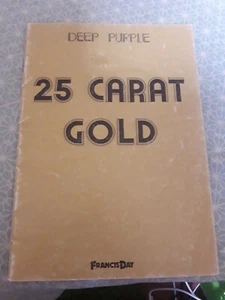 DEEP PURPLE
25 CARAT
GOLD
FRANCIS DAY